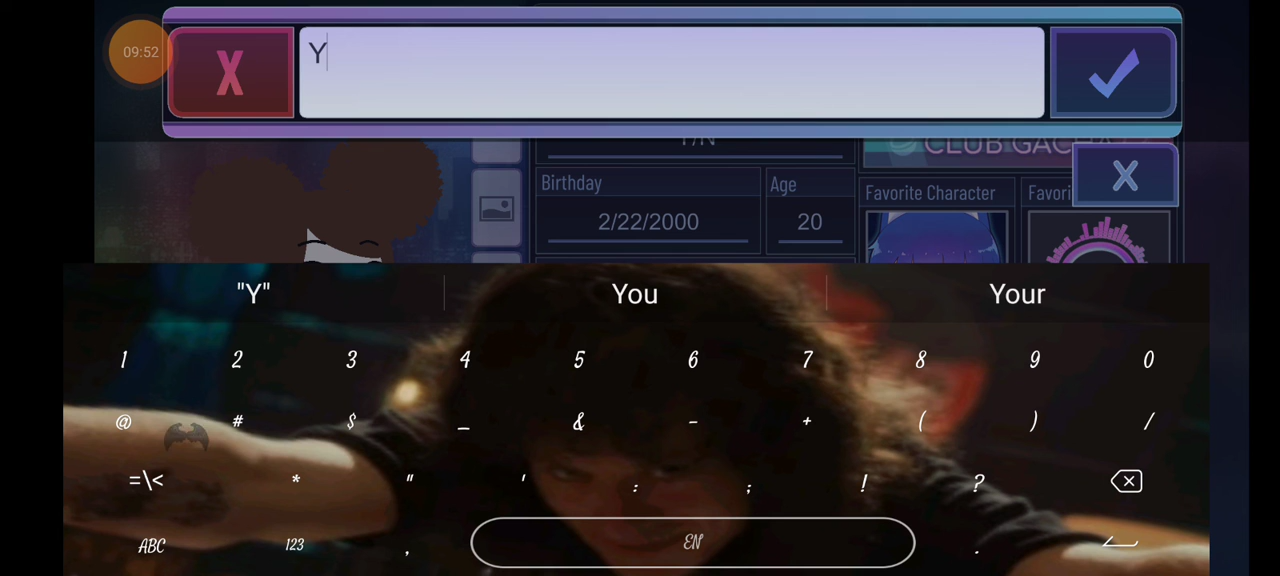 09:52
X
Y
Y/N
CLUB GACHA
X
Birthday
Age
Favorite Character
Favori
2/22/2000
20
"Y"
You
Your
1 2 3 4 5 6 7 8 9 0
@ # $ _ & - + ( ) /
=\< * " ' : ; ! ?
ABC 123 , EN .